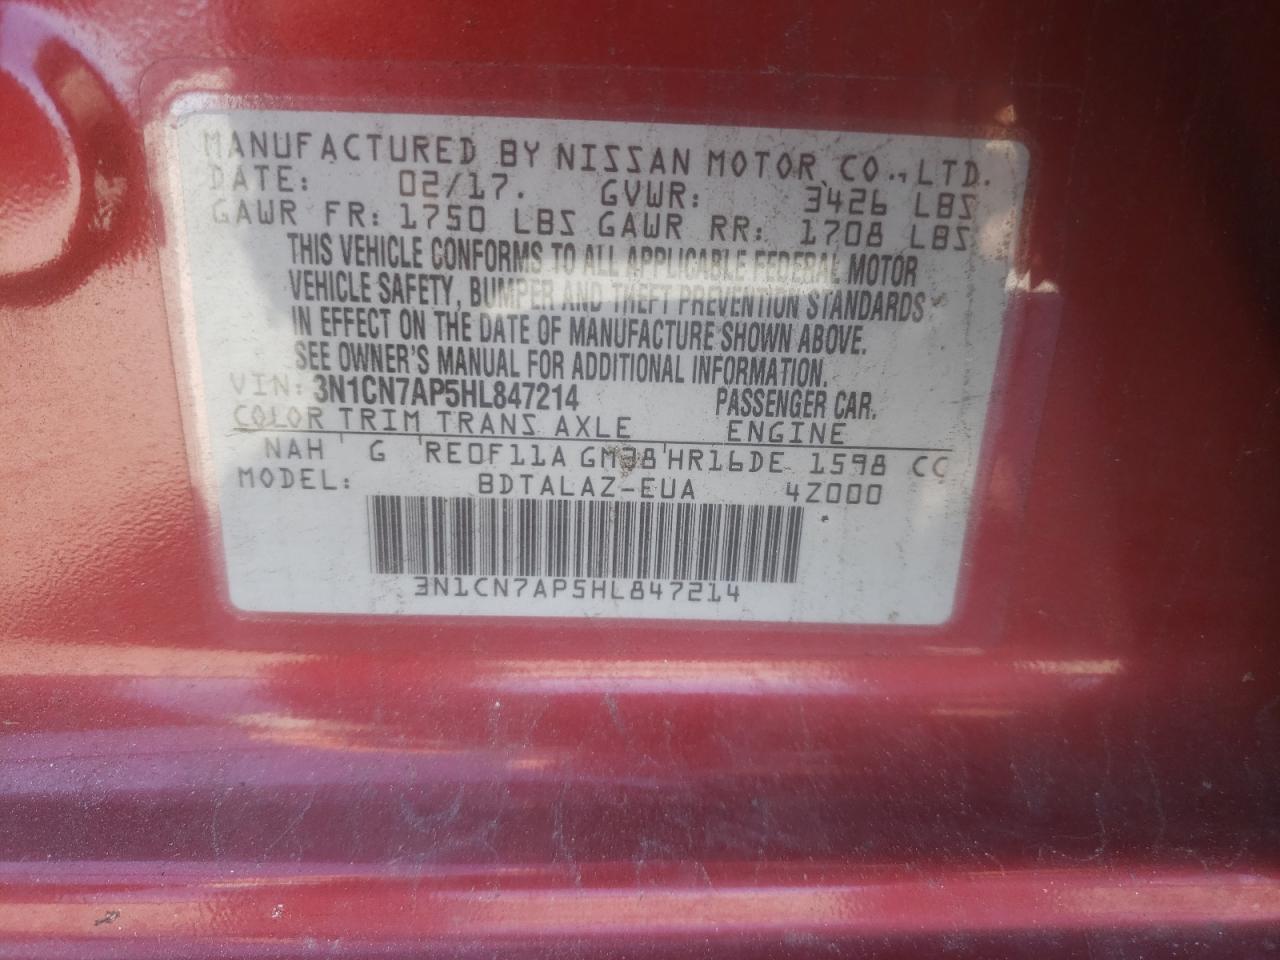 MANUFACTURED BY NISSAN MOTOR CO.,LTD.
DATE: 02/17. GVWR: 3426 LBS
GAWR FR: 1750 LBS GAWR RR: 1708 LBS
THIS VEHICLE CONFORMS TO ALL APPLICABLE FEDERAL MOTOR
VEHICLE SAFETY, BUMPER AND THEFT PREVENTION STANDARDS
IN EFFECT ON THE DATE OF MANUFACTURE SHOWN ABOVE.
SEE OWNER'S MANUAL FOR ADDITIONAL INFORMATION.
VIN: 3N1CN7AP5HL847214 PASSENGER CAR.
COLOR TRIM TRANS AXLE ENGINE
NAH G RE0F11A GM38 HR16DE 1598 CC
MODEL: BDTALAZ-EUA 4Z000
3N1CN7AP5HL847214